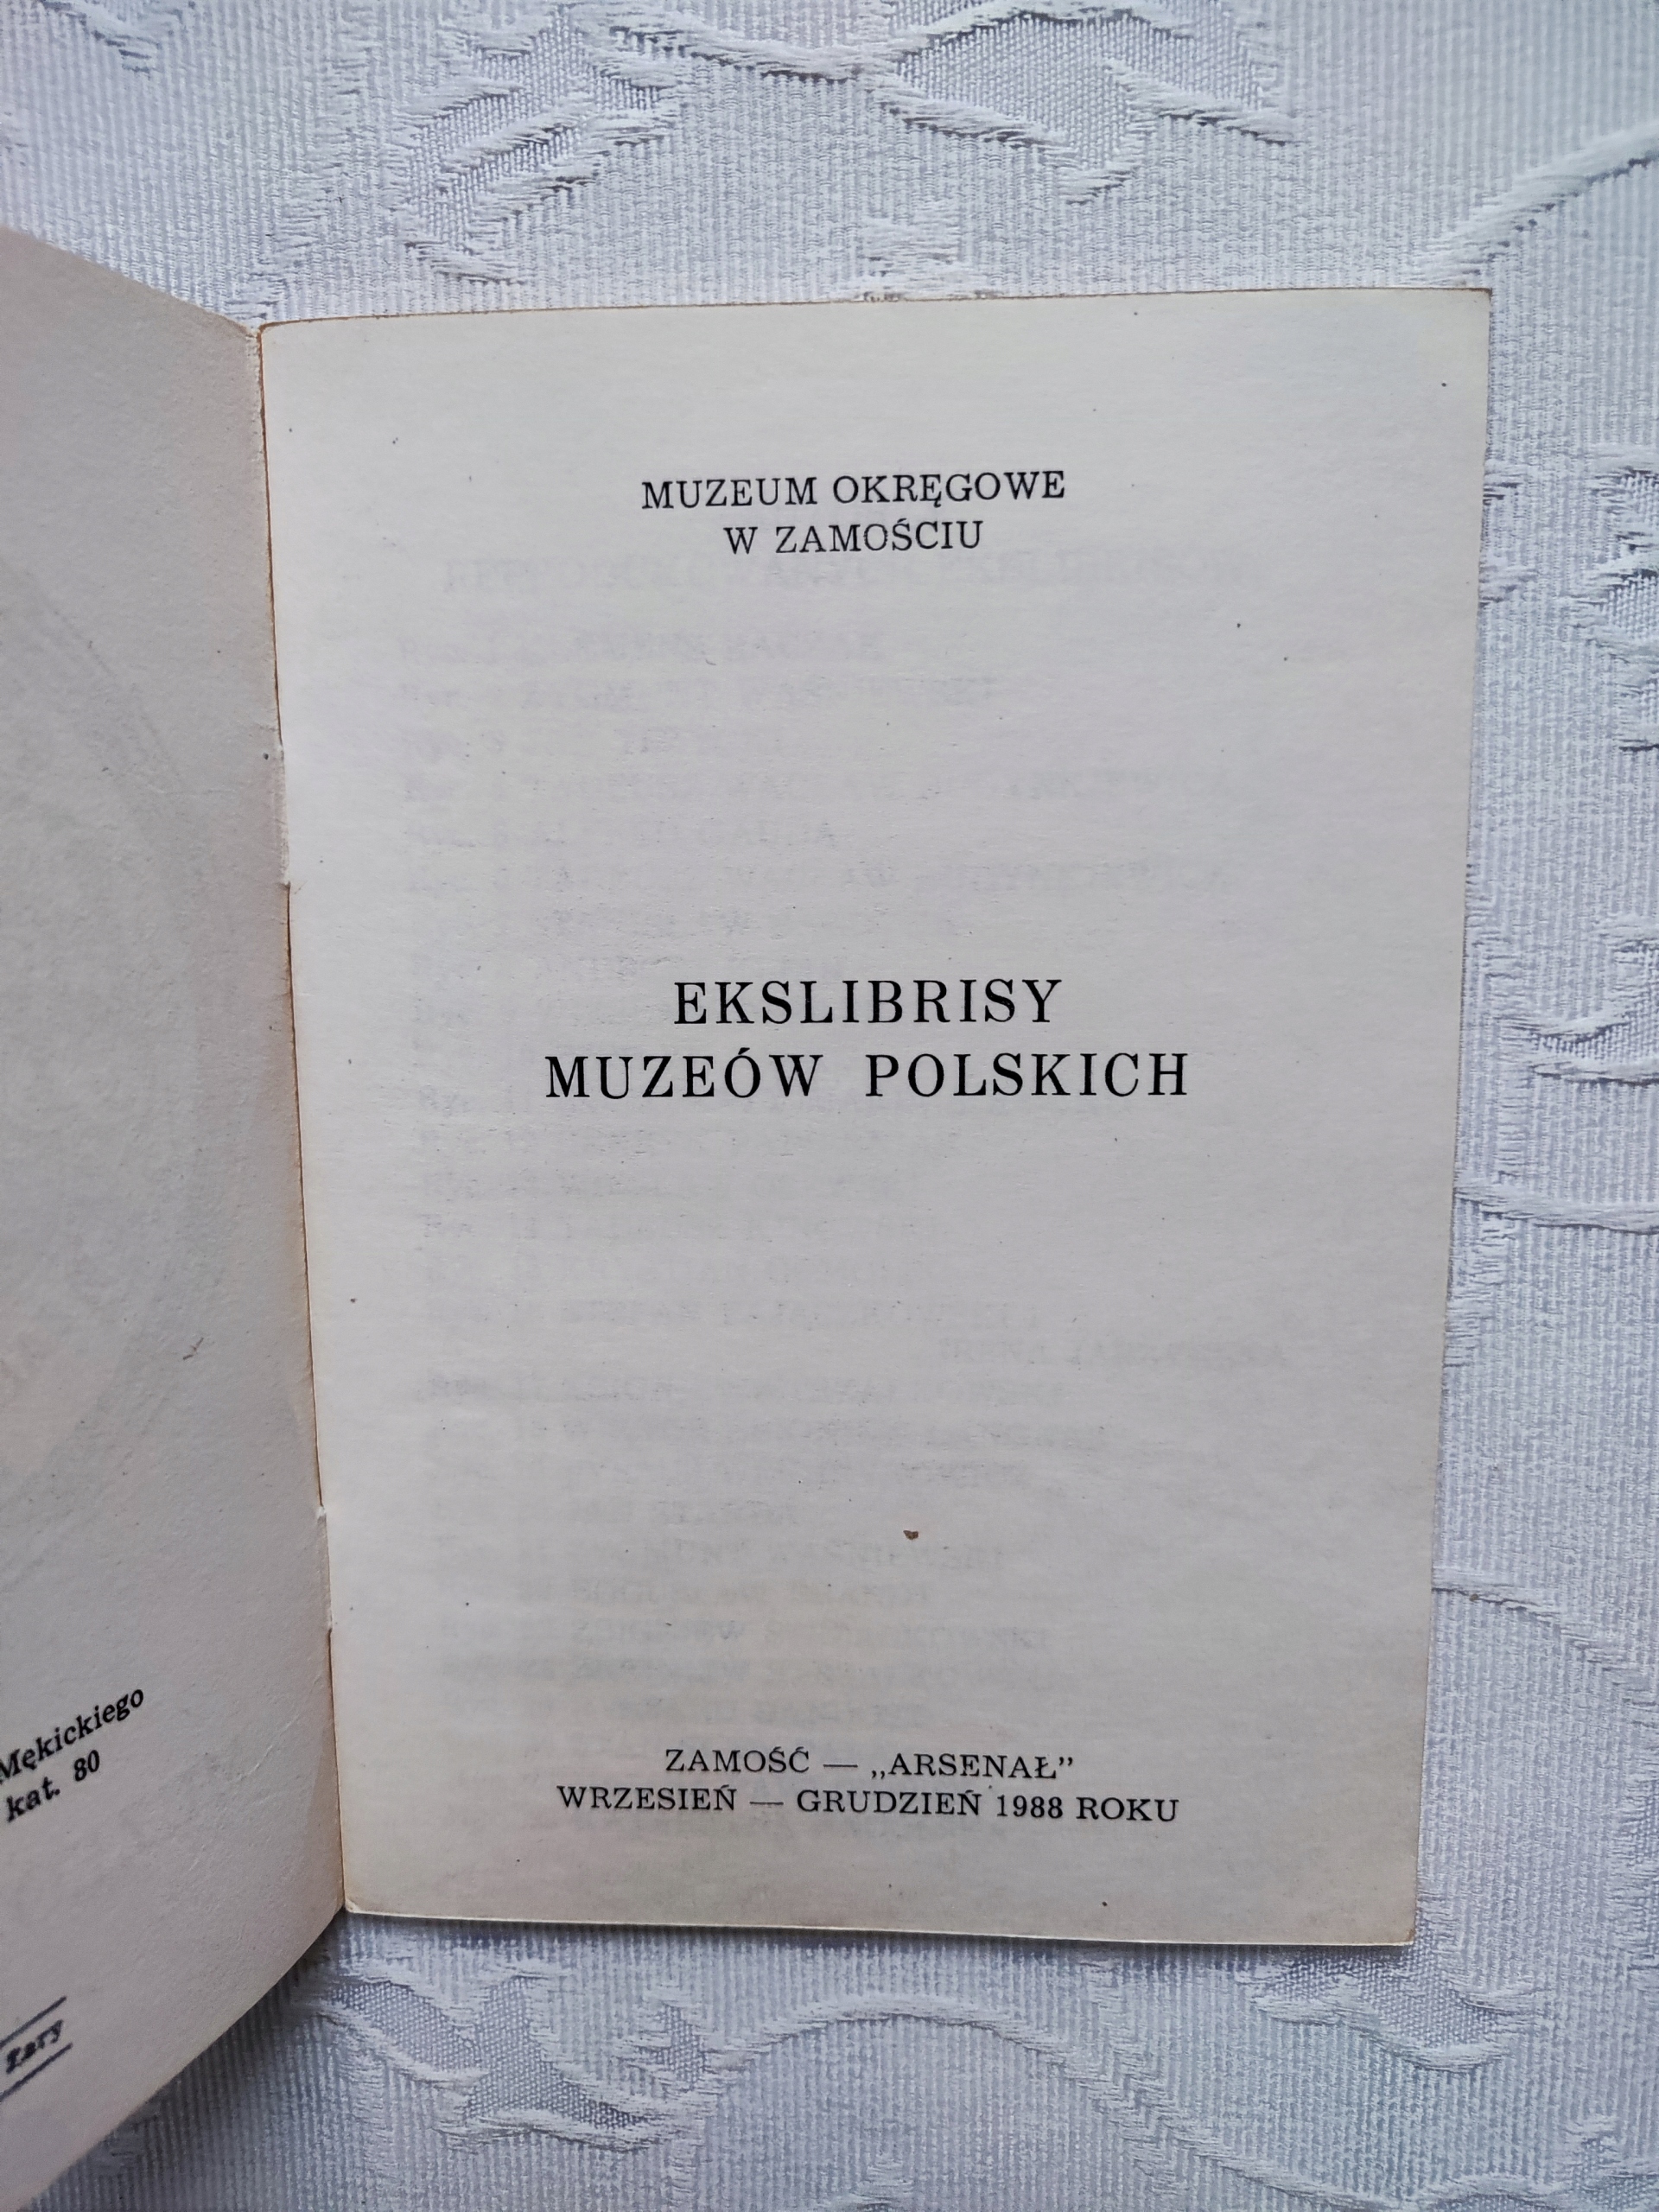 Mękickiego
kat. 80
MUZEUM OKRĘGOWE
W ZAMOŚCIU
EKSLIBRISY
MUZEÓW POLSKICH
ZAMOŚĆ — „ARSENAŁ”
WRZESIEŃ — GRUDZIEŃ 1988 ROKU